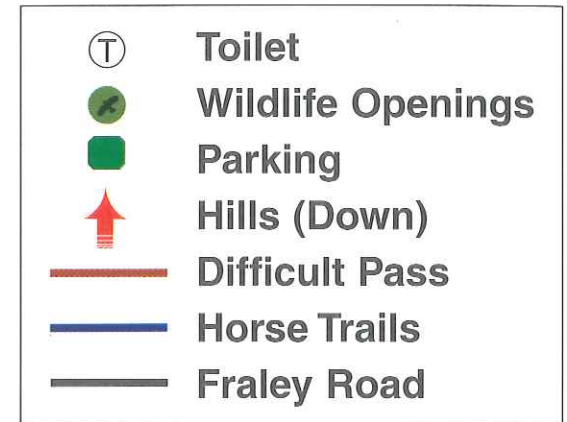 T Toilet
Wildlife Openings
Parking
Hills (Down)
Difficult Pass
Horse Trails
Fraley Road